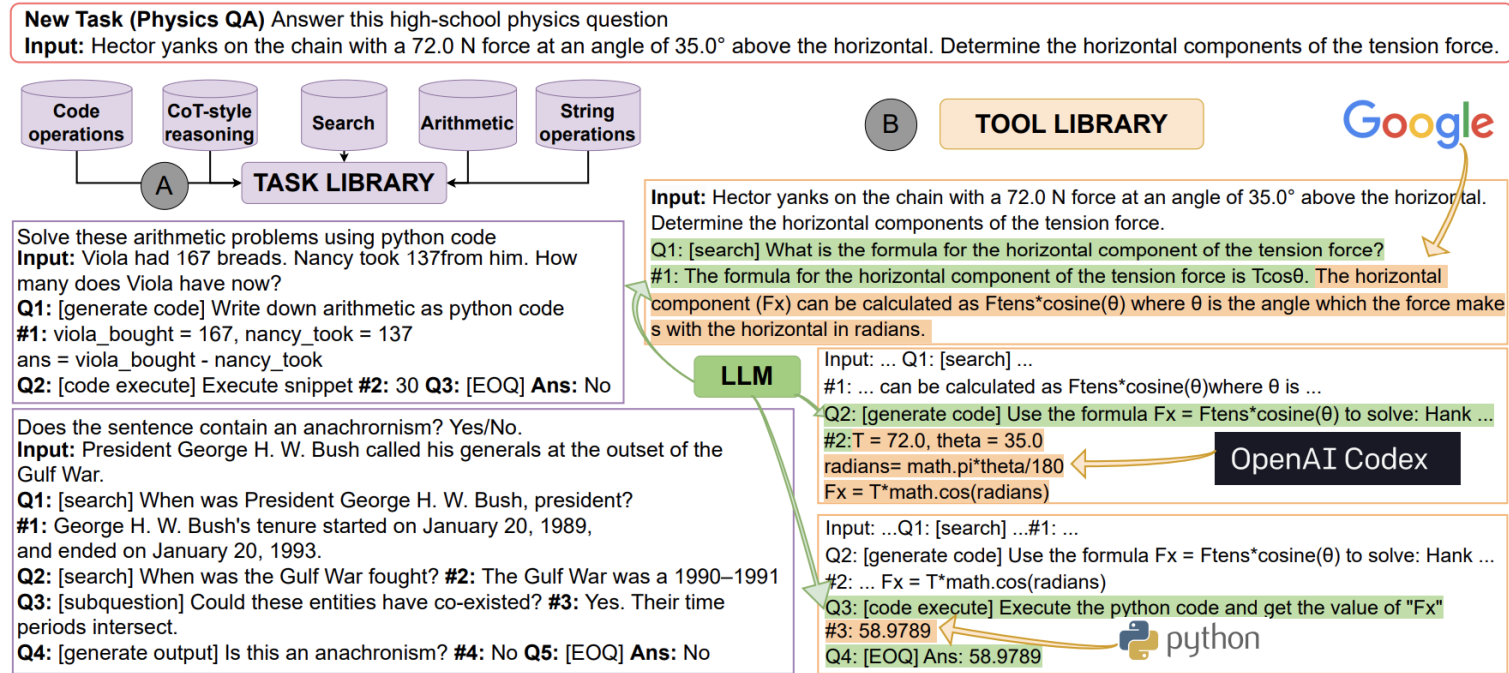 New Task (Physics QA) Answer this high-school physics question
Input: Hector yanks on the chain with a 72.0 N force at an angle of 35.0° above the horizontal. Determine the horizontal components of the tension force.
Code
operations
CoT-style
reasoning
Search
Arithmetic
String
operations
A
TASK LIBRARY
B
TOOL LIBRARY
Google
Solve these arithmetic problems using python code
Input: Viola had 167 breads. Nancy took 137from him. How
many does Viola have now?
Q1: [generate code] Write down arithmetic as python code
#1: viola_bought = 167, nancy_took = 137
ans = viola_bought - nancy_took
Q2: [code execute] Execute snippet #2: 30 Q3: [EOQ] Ans: No
Does the sentence contain an anachrornism? Yes/No.
Input: President George H. W. Bush called his generals at the outset of the
Gulf War.
Q1: [search] When was President George H. W. Bush, president?
#1: George H. W. Bush's tenure started on January 20, 1989,
and ended on January 20, 1993.
Q2: [search] When was the Gulf War fought? #2: The Gulf War was a 1990–1991
Q3: [subquestion] Could these entities have co-existed? #3: Yes. Their time
periods intersect.
Q4: [generate output] Is this an anachronism? #4: No Q5: [EOQ] Ans: No
LLM
Input: Hector yanks on the chain with a 72.0 N force at an angle of 35.0° above the horizontal.
Determine the horizontal components of the tension force.
Q1: [search] What is the formula for the horizontal component of the tension force?
#1: The formula for the horizontal component of the tension force is Tcosθ. The horizontal
component (Fx) can be calculated as Ftens*cosine(θ) where θ is the angle which the force make
s with the horizontal in radians.
Input: ... Q1: [search] ...
#1: ... can be calculated as Ftens*cosine(θ)where θ is ...
Q2: [generate code] Use the formula Fx = Ftens*cosine(θ) to solve: Hank ...
#2:T = 72.0, theta = 35.0
radians= math.pi*theta/180
Fx = T*math.cos(radians)
OpenAI Codex
Input: ...Q1: [search] ...#1: ...
Q2: [generate code] Use the formula Fx = Ftens*cosine(θ) to solve: Hank ...
#2: ... Fx = T*math.cos(radians)
Q3: [code execute] Execute the python code and get the value of "Fx"
#3: 58.9789
Q4: [EOQ] Ans: 58.9789
python